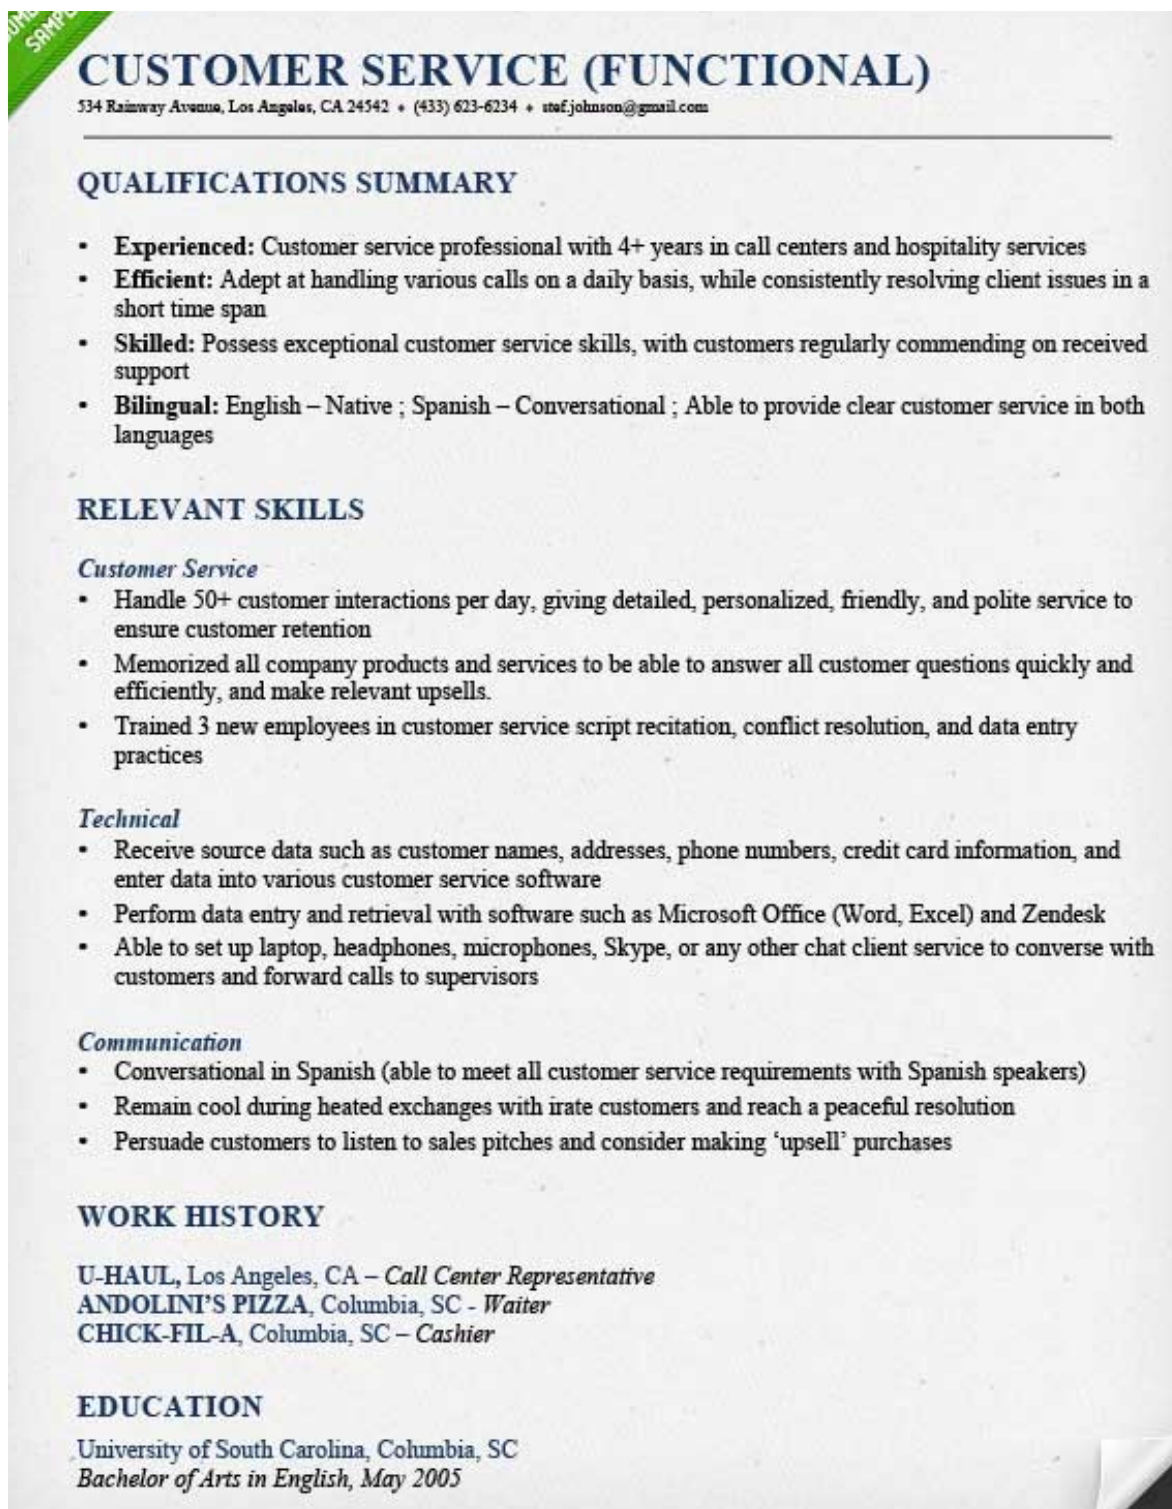 SAMP
CUSTOMER SERVICE (FUNCTIONAL)
534 Rainway Avenue, Los Angeles, CA 24542 ♦ (433) 623-6234 ♦ stef.johnson@gmail.com
QUALIFICATIONS SUMMARY
• Experienced: Customer service professional with 4+ years in call centers and hospitality services
• Efficient: Adept at handling various calls on a daily basis, while consistently resolving client issues in a
short time span
• Skilled: Possess exceptional customer service skills, with customers regularly commending on received
support
• Bilingual: English – Native ; Spanish – Conversational ; Able to provide clear customer service in both
languages
RELEVANT SKILLS
Customer Service
• Handle 50+ customer interactions per day, giving detailed, personalized, friendly, and polite service to
ensure customer retention
• Memorized all company products and services to be able to answer all customer questions quickly and
efficiently, and make relevant upsells.
• Trained 3 new employees in customer service script recitation, conflict resolution, and data entry
practices
Technical
• Receive source data such as customer names, addresses, phone numbers, credit card information, and
enter data into various customer service software
• Perform data entry and retrieval with software such as Microsoft Office (Word, Excel) and Zendesk
• Able to set up laptop, headphones, microphones, Skype, or any other chat client service to converse with
customers and forward calls to supervisors
Communication
• Conversational in Spanish (able to meet all customer service requirements with Spanish speakers)
• Remain cool during heated exchanges with irate customers and reach a peaceful resolution
• Persuade customers to listen to sales pitches and consider making ‘upsell’ purchases
WORK HISTORY
U-HAUL, Los Angeles, CA – Call Center Representative
ANDOLINI’S PIZZA, Columbia, SC - Waiter
CHICK-FIL-A, Columbia, SC – Cashier
EDUCATION
University of South Carolina, Columbia, SC
Bachelor of Arts in English, May 2005